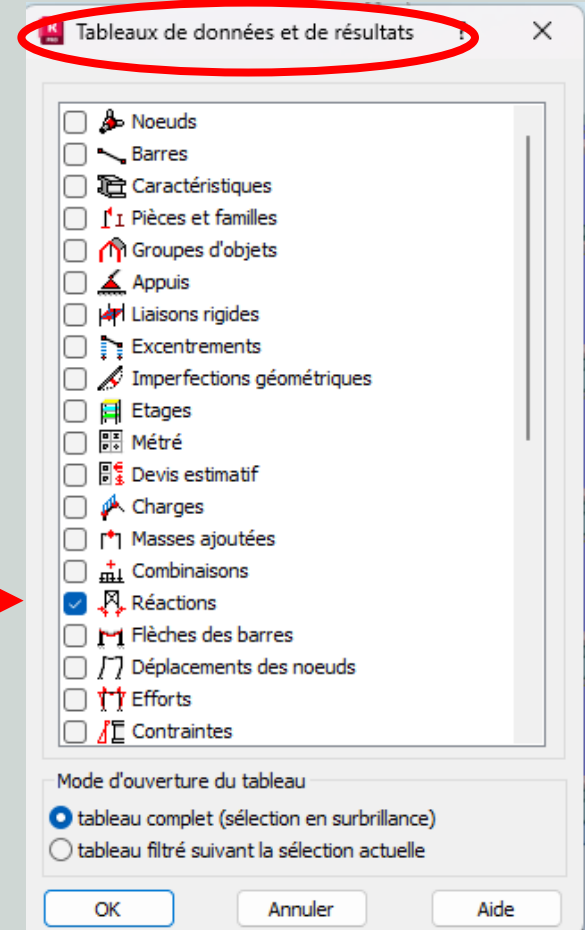 Tableaux de données et de résultats
Noeuds
Barres
Caractéristiques
Pièces et familles
Groupes d'objets
Appuis
Liaisons rigides
Excentrements
Imperfections géométriques
Etages
Métré
Devis estimatif
Charges
Masses ajoutées
Combinaisons
Réactions
Flèches des barres
Déplacements des noeuds
Efforts
Contraintes
Mode d'ouverture du tableau
tableau complet (sélection en surbrillance)
tableau filtré suivant la sélection actuelle
OK Annuler Aide